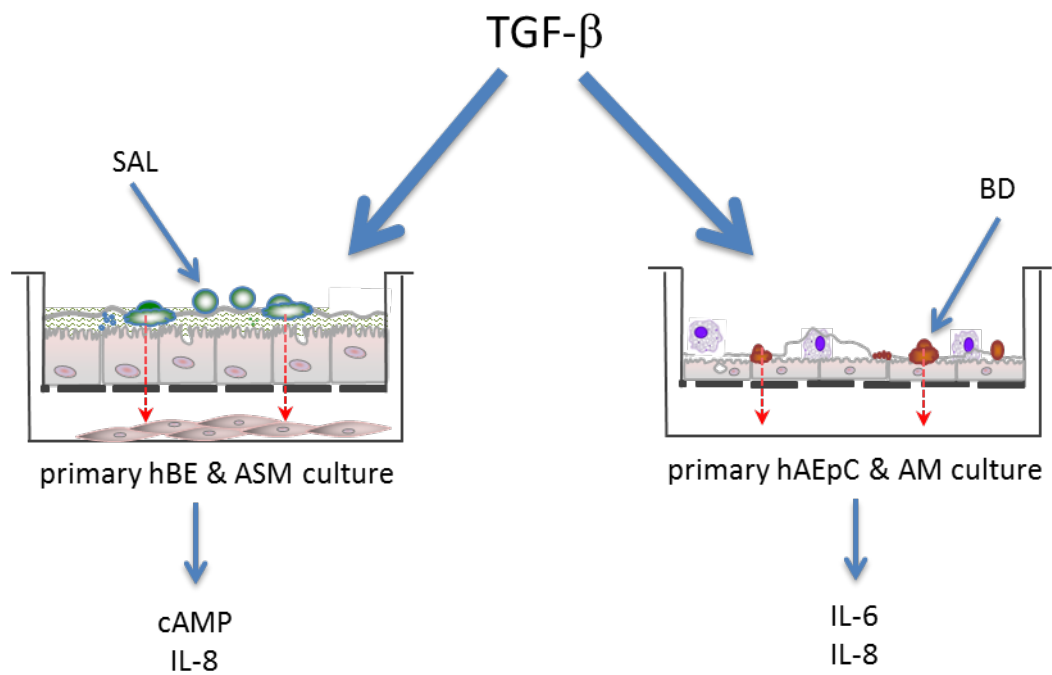 TGF-β
SAL
BD
primary hBE & ASM culture
primary hAEpC & AM culture
cAMP
IL-8
IL-6
IL-8